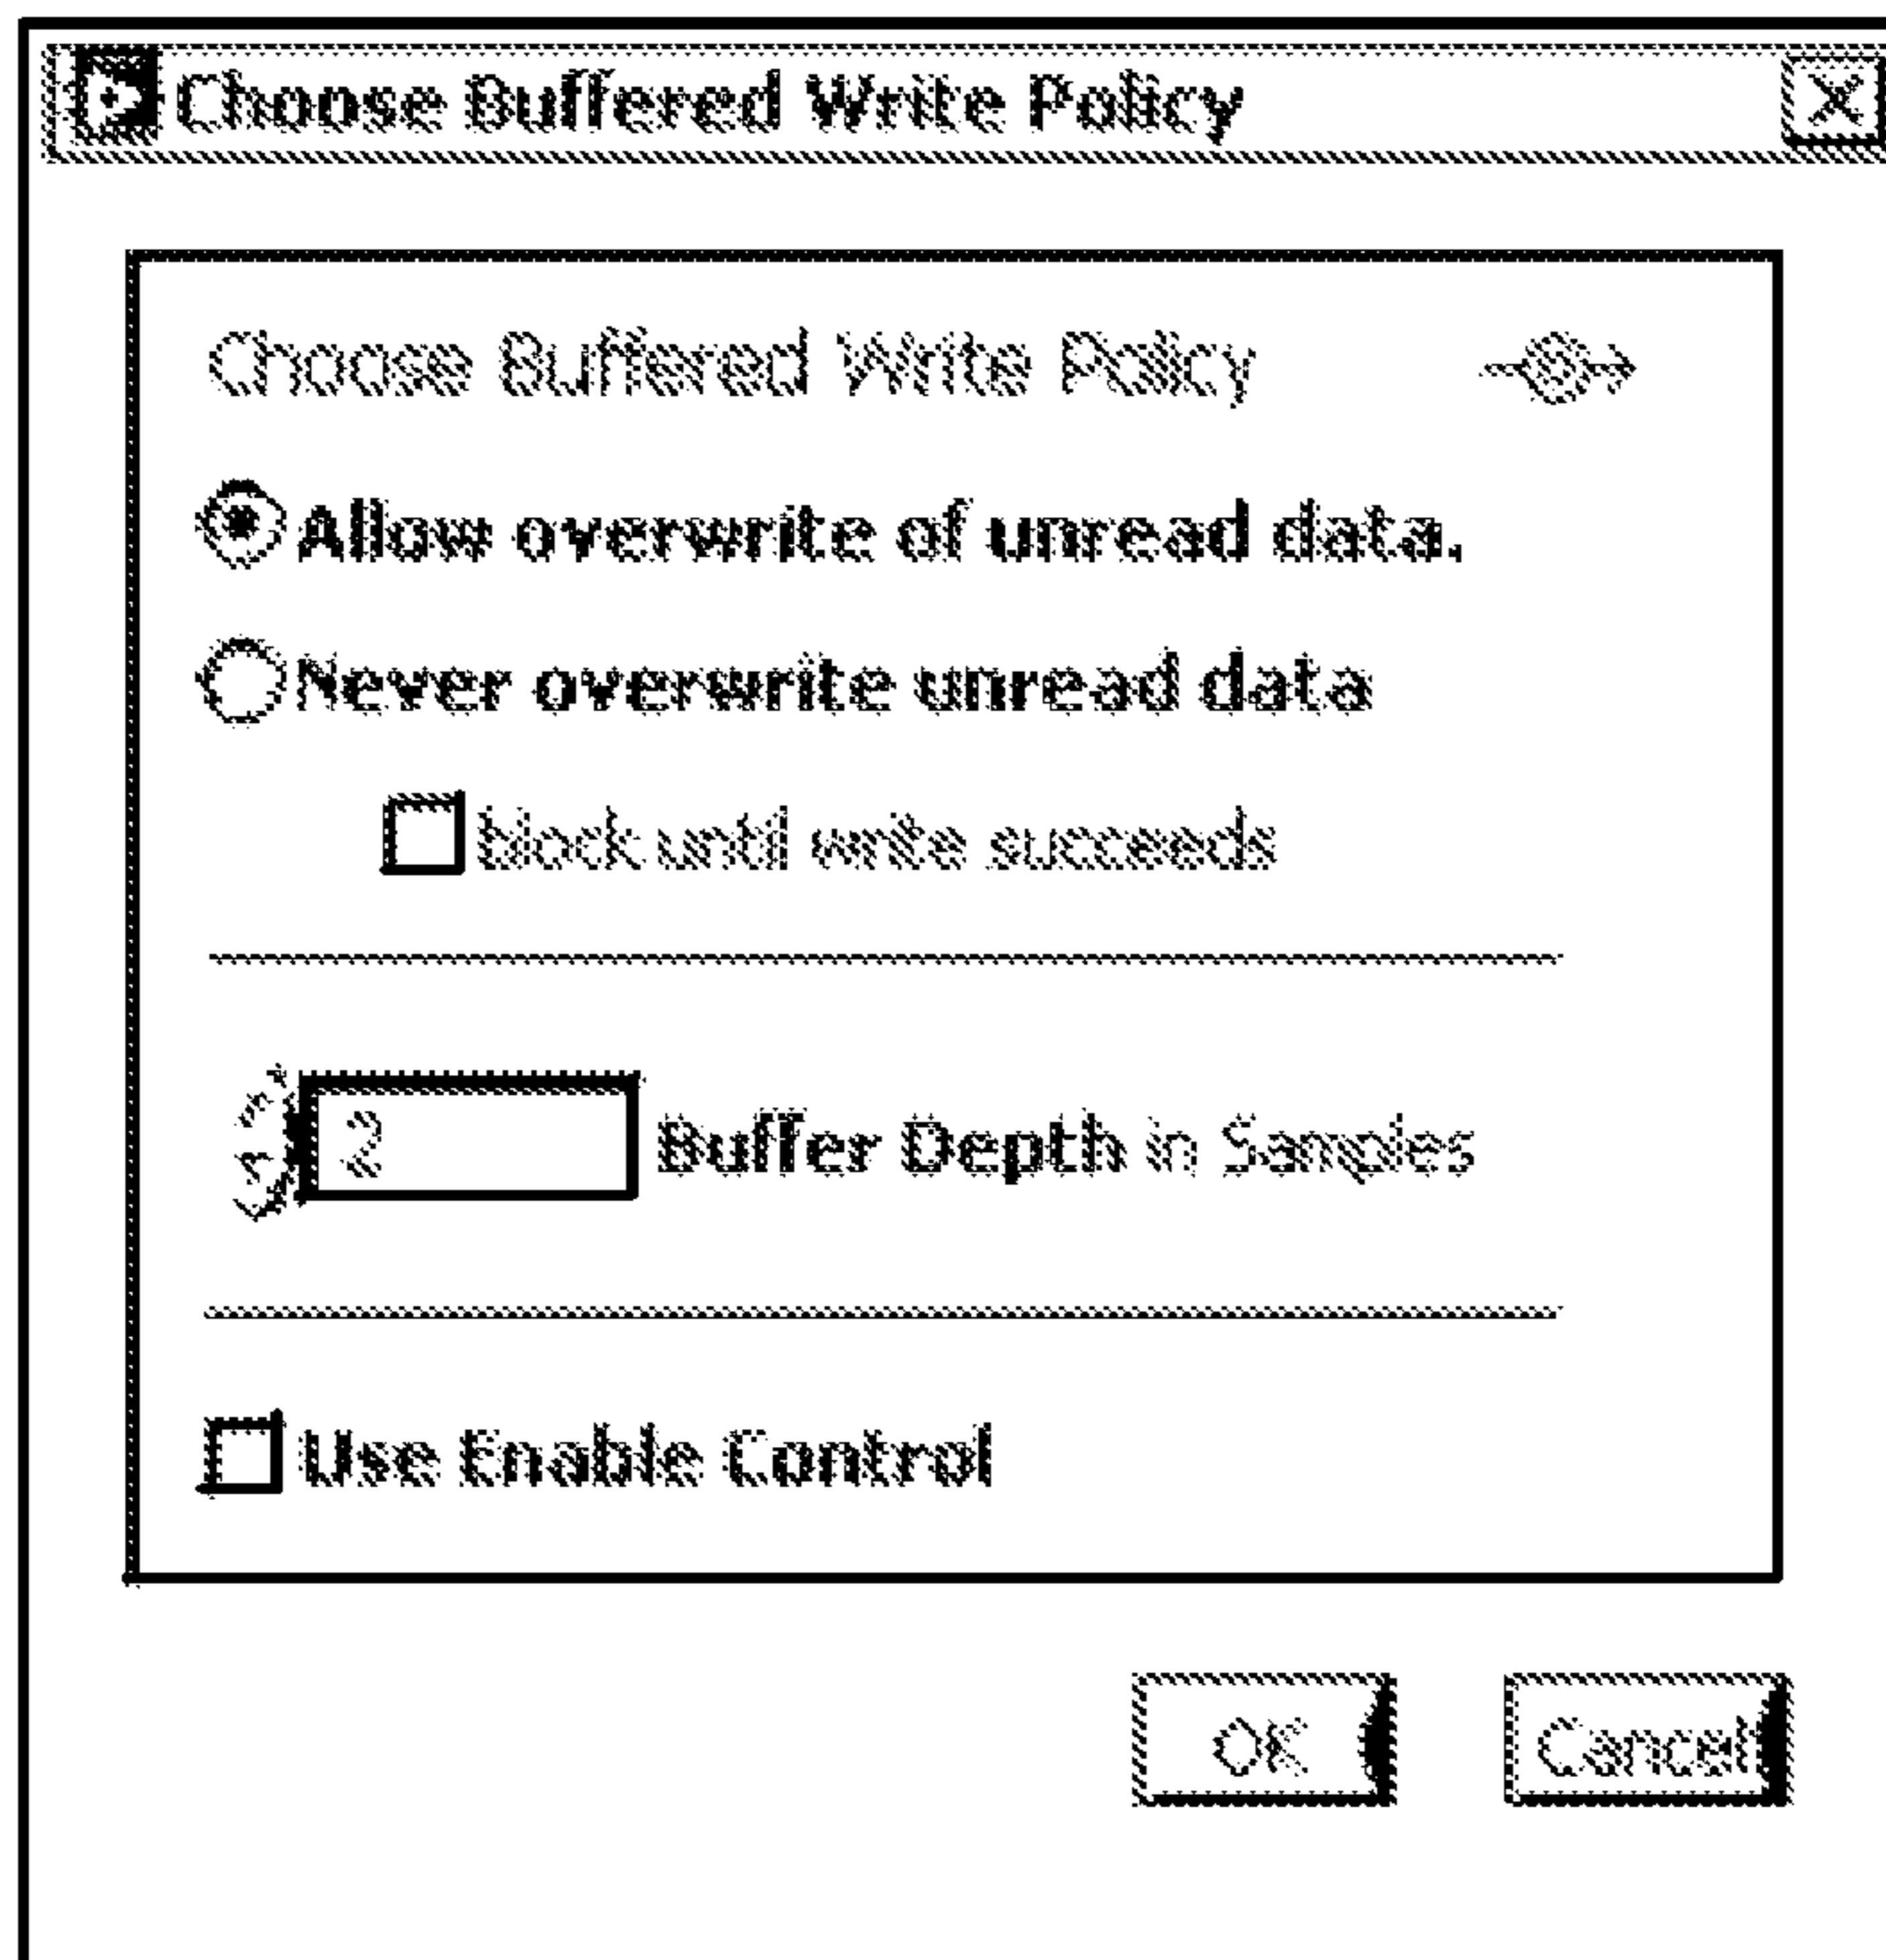 Choose Buffered Write Policy
Choose Buffered Write Policy
Allow overwrite of unread data.
Never overwrite unread data
block until write succeeds
2 Buffer Depth in Samples
Use Enable Control
OK Cancel